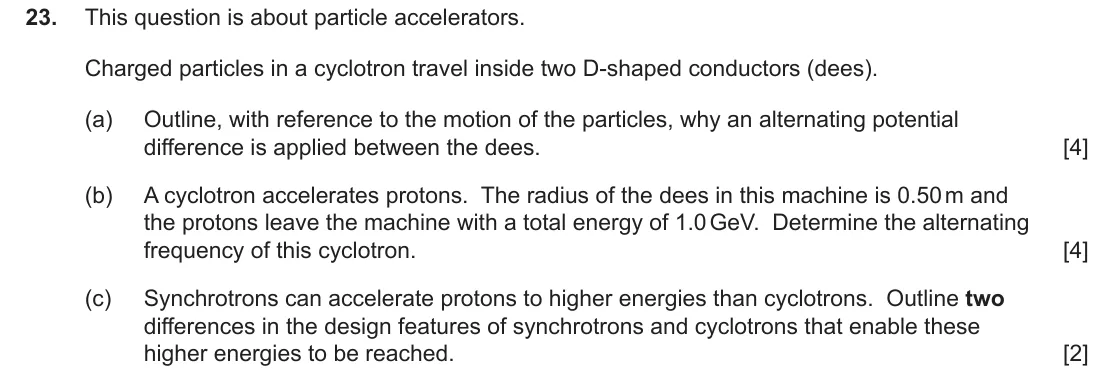 23. This question is about particle accelerators.
Charged particles in a cyclotron travel inside two D-shaped conductors (dees).
(a) Outline, with reference to the motion of the particles, why an alternating potential
difference is applied between the dees. [4]
(b) A cyclotron accelerates protons. The radius of the dees in this machine is 0.50 m and
the protons leave the machine with a total energy of 1.0 GeV. Determine the alternating
frequency of this cyclotron. [4]
(c) Synchrotrons can accelerate protons to higher energies than cyclotrons. Outline two
differences in the design features of synchrotrons and cyclotrons that enable these
higher energies to be reached. [2]